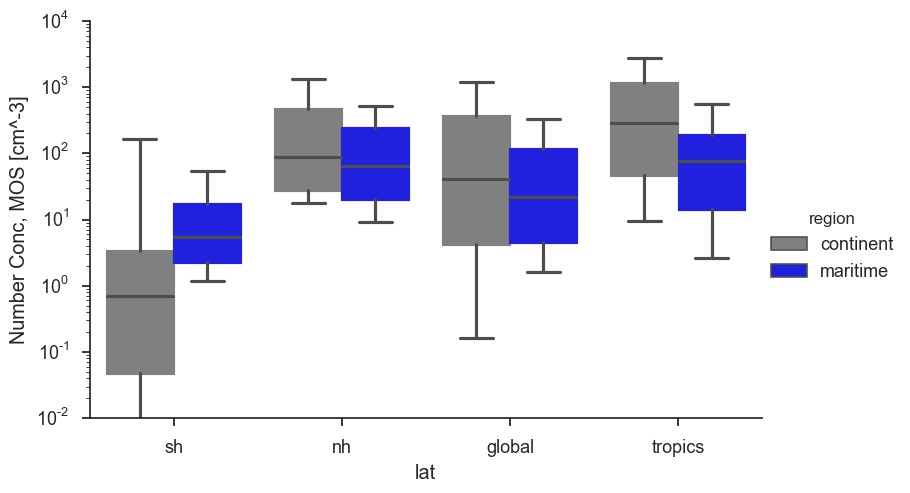 Number Conc, MOS [cm^-3]
10^4
10^3
10^2
10^1
10^0
10^-1
10^-2
sh nh global tropics
lat
region
continent
maritime